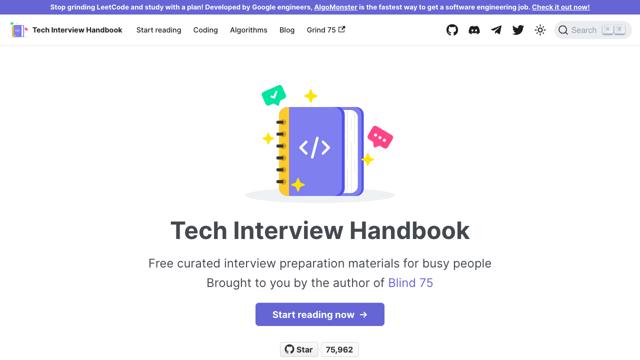 Stop grinding LeetCode and study with a plan! Developed by Google engineers, AlgoMonster is the fastest way to get a software engineering job. Check it out now!
Tech Interview Handbook Start reading Coding Algorithms Blog Grind 75 Search
</>
Tech Interview Handbook
Free curated interview preparation materials for busy people
Brought to you by the author of Blind 75
Start reading now →
Star 75,962